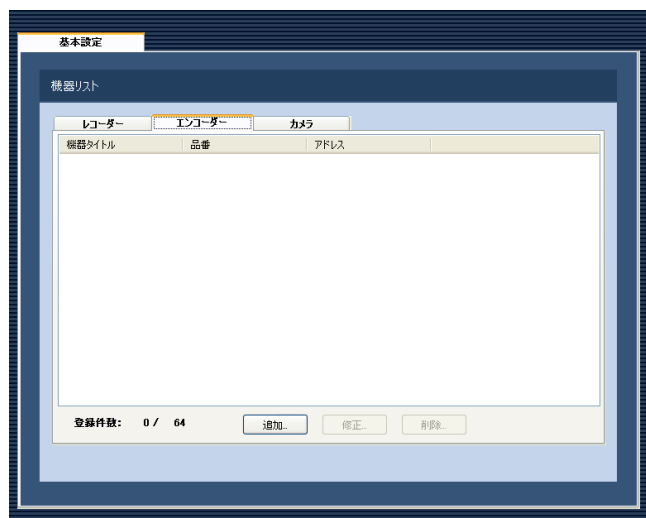 基本設定
機器リスト
レコーダー エンコーダー カメラ
機器タイトル 品番 アドレス
登録件数: 0 / 64 追加... 修正... 削除...